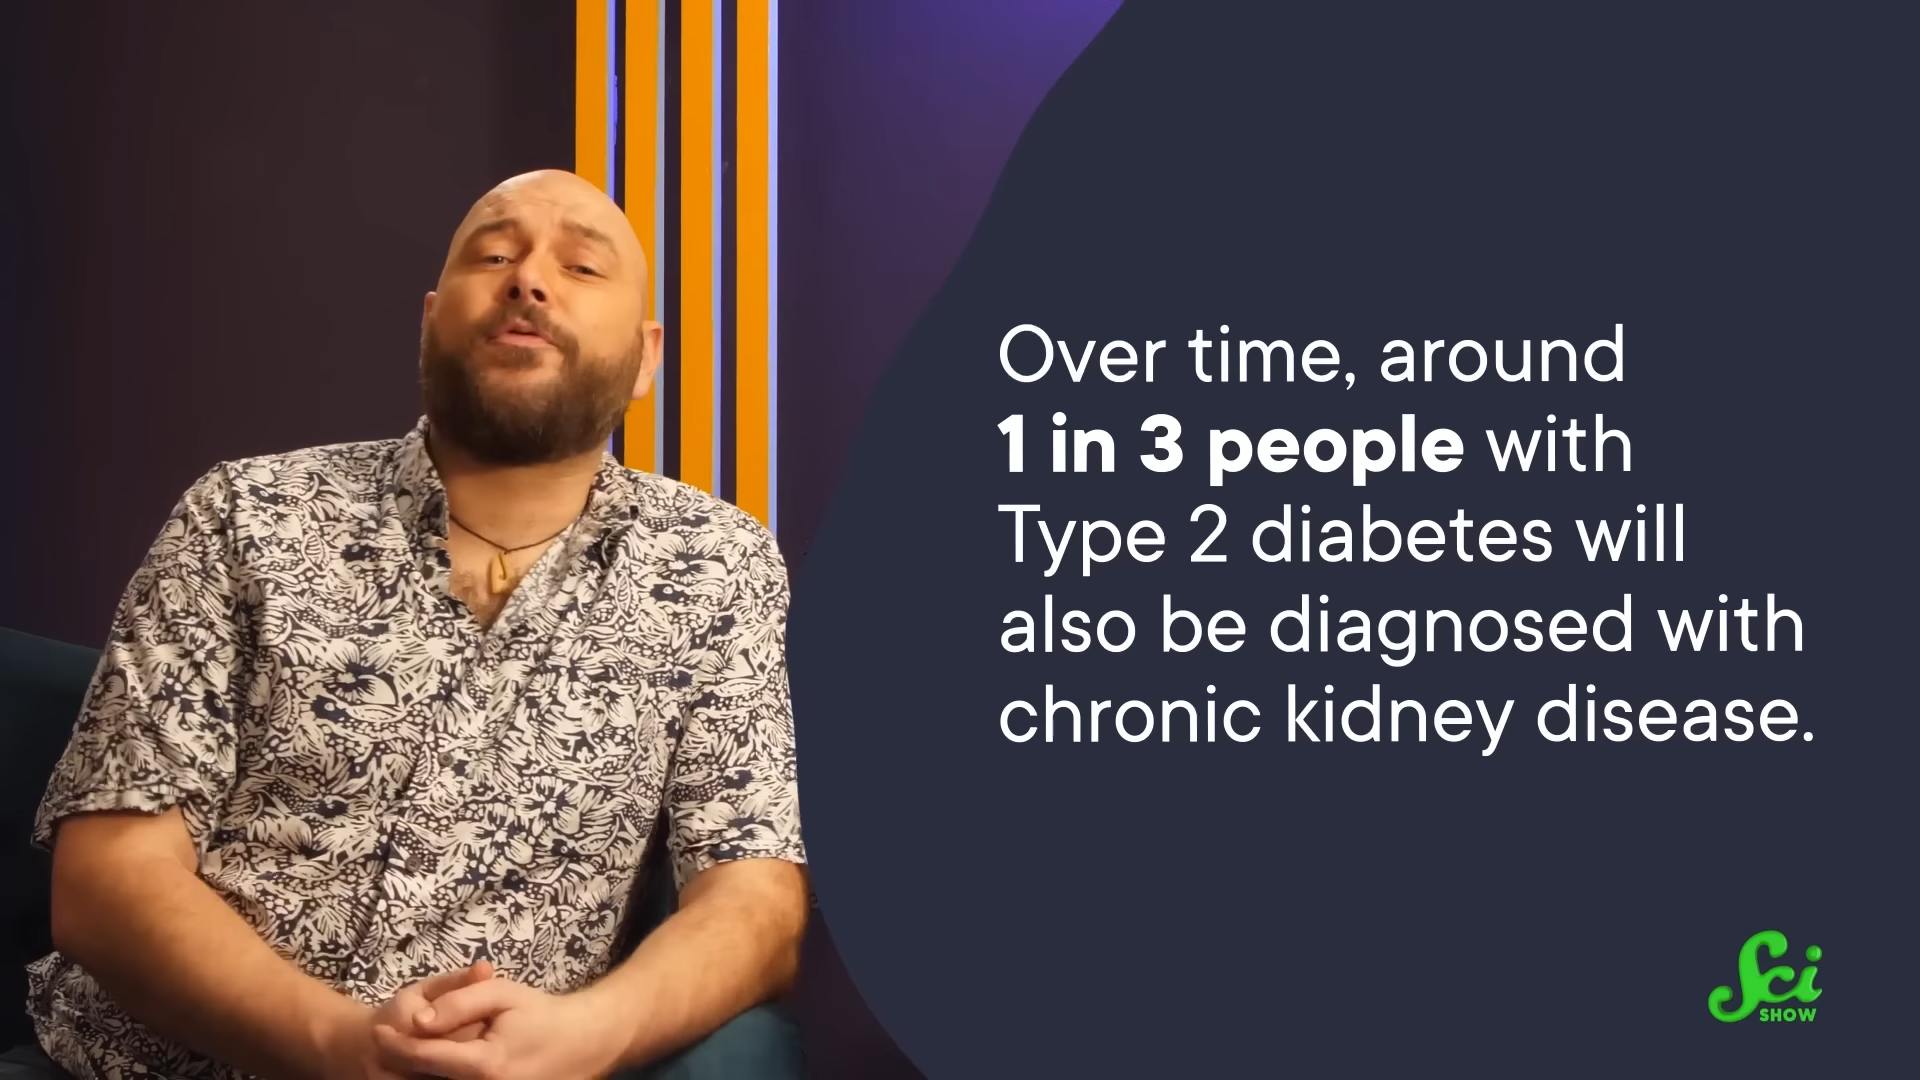 Over time, around
1 in 3 people with
Type 2 diabetes will
also be diagnosed with
chronic kidney disease.
Sci
SHOW